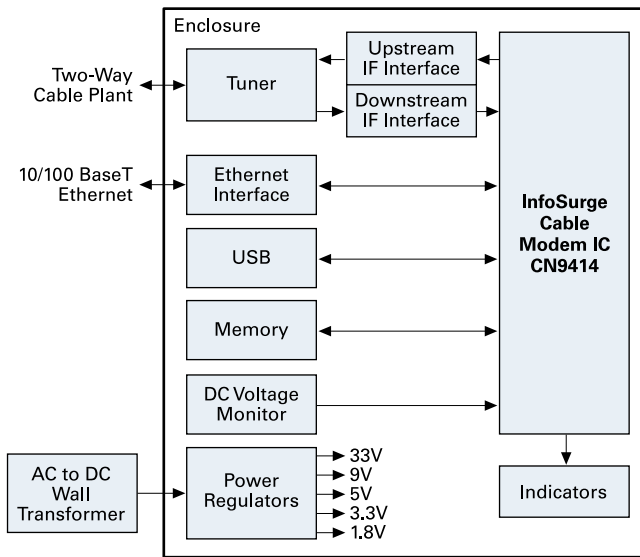 Enclosure
Two-Way
Cable Plant
Tuner
Upstream
IF Interface
Downstream
IF Interface
10/100 BaseT
Ethernet
Ethernet
Interface
InfoSurge
Cable
Modem IC
CN9414
USB
Memory
DC Voltage
Monitor
AC to DC
Wall
Transformer
Power
Regulators
33V
9V
5V
3.3V
1.8V
Indicators